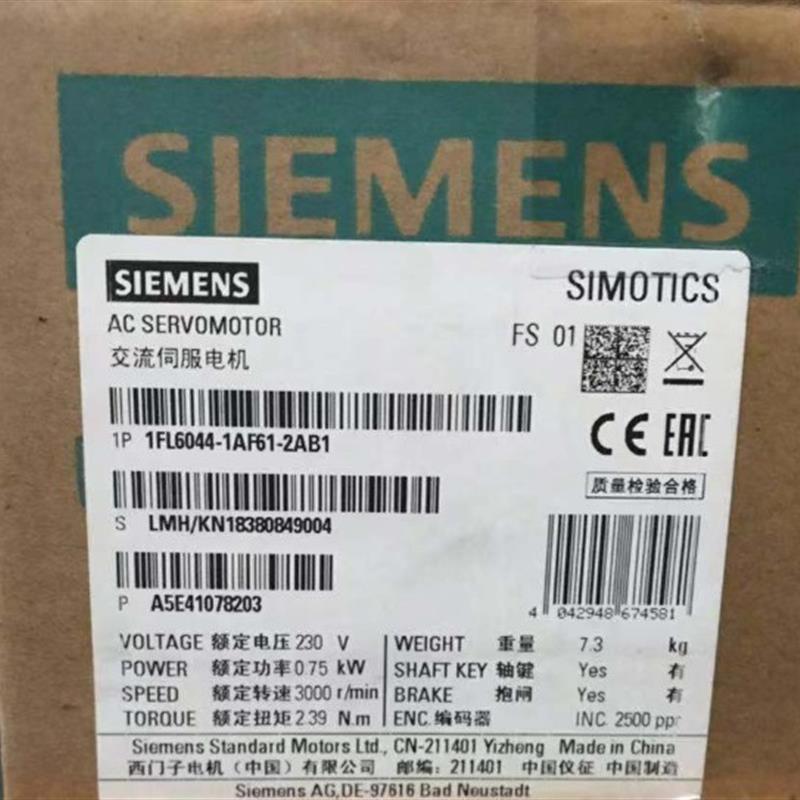 SIEMENS
SIEMENS
SIMOTICS
AC SERVOMOTOR
FS 01
交流伺服电机
1P 1FL6044-1AF61-2AB1
CE EAC
质量检验合格
S LMH/KN18380849004
P A5E41078203
4 042948 674581
VOLTAGE 额定电压 230 V
POWER 额定功率 0.75 kW
SPEED 额定转速 3000 r/min
TORQUE 额定扭矩 2.39 N.m
WEIGHT 重量 7.3 kg
SHAFT KEY 轴键 Yes 有
BRAKE 抱闸 Yes 有
ENC. 编码器 INC. 2500 ppr
Siemens Standard Motors Ltd., CN-211401 Yizheng Made in China
西门子电机（中国）有限公司 邮编：211401 中国仪征 中国制造
Siemens AG,DE-97616 Bad Neustadt